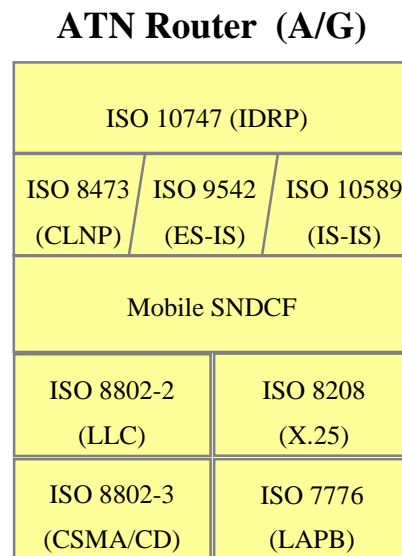 ATN Router (A/G)
ISO 10747 (IDRP)
ISO 8473 ISO 9542 ISO 10589
(CLNP) (ES-IS) (IS-IS)
Mobile SNDCF
ISO 8802-2 ISO 8208
(LLC) (X.25)
ISO 8802-3 ISO 7776
(CSMA/CD) (LAPB)